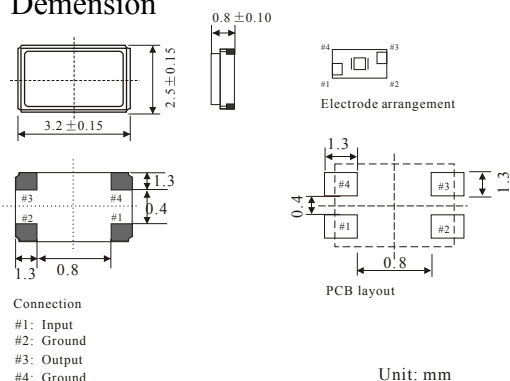 Demension
0.8 ±0.10
2.5±0.15
3.2 ±0.15
#4 #3
#1 #2
Electrode arrangement
#3 #4
#2 #1
1.3
0.4
1.3 0.8
1.3
#4 #3
#1 #2
1.3
0.4
0.8
PCB layout
Connection
#1: Input
#2: Ground
#3: Output
#4: Ground
Unit: mm